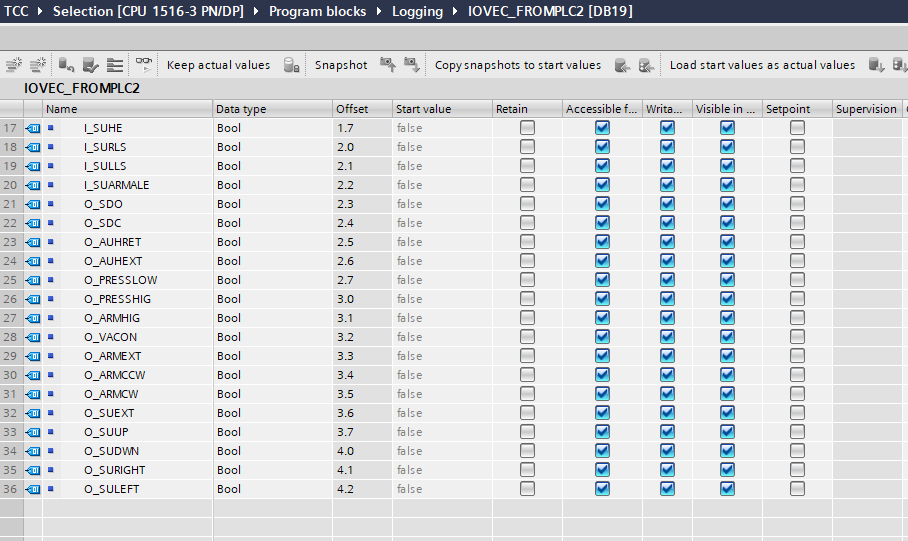 TCC Selection [CPU 1516-3 PN/DP] Program blocks Logging IOVEC_FROMPLC2 [DB19]
Keep actual values Snapshot Copy snapshots to start values Load start values as actual values
IOVEC_FROMPLC2
Name Data type Offset Start value Retain Accessible f... Writa... Visible in ... Setpoint Supervision
17 I_SUHE Bool 1.7 false
18 I_SURLS Bool 2.0 false
19 I_SULLS Bool 2.1 false
20 I_SUARMALE Bool 2.2 false
21 O_SDO Bool 2.3 false
22 O_SDC Bool 2.4 false
23 O_AUHRET Bool 2.5 false
24 O_AUHEXT Bool 2.6 false
25 O_PRESSLOW Bool 2.7 false
26 O_PRESSHIG Bool 3.0 false
27 O_ARMHIG Bool 3.1 false
28 O_VACON Bool 3.2 false
29 O_ARMEXT Bool 3.3 false
30 O_ARMCCW Bool 3.4 false
31 O_ARMCW Bool 3.5 false
32 O_SUEXT Bool 3.6 false
33 O_SUUP Bool 3.7 false
34 O_SUDWN Bool 4.0 false
35 O_SURIGHT Bool 4.1 false
36 O_SULEFT Bool 4.2 false